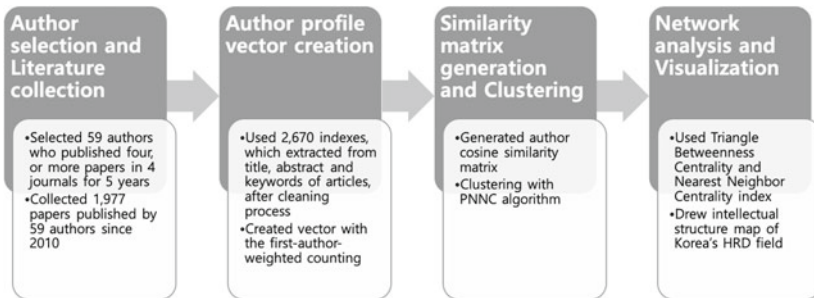 Author
selection and
Literature
collection
•Selected 59 authors
who published four,
or more papers in 4
journals for 5 years
•Collected 1,977
papers published by
59 authors since
2010
Author profile
vector creation
•Used 2,670 indexes,
which extracted from
title, abstract and
keywords of articles,
after cleaning
process
•Created vector with
the first-author-
weighted counting
Similarity
matrix
generation
and Clustering
•Generated author
cosine similarity
matrix
•Clustering with
PNNC algorithm
Network
analysis and
Visualization
•Used Triangle
Betweenness
Centrality and
Nearest Neighbor
Centrality index
•Drew intellectual
structure map of
Korea's HRD field